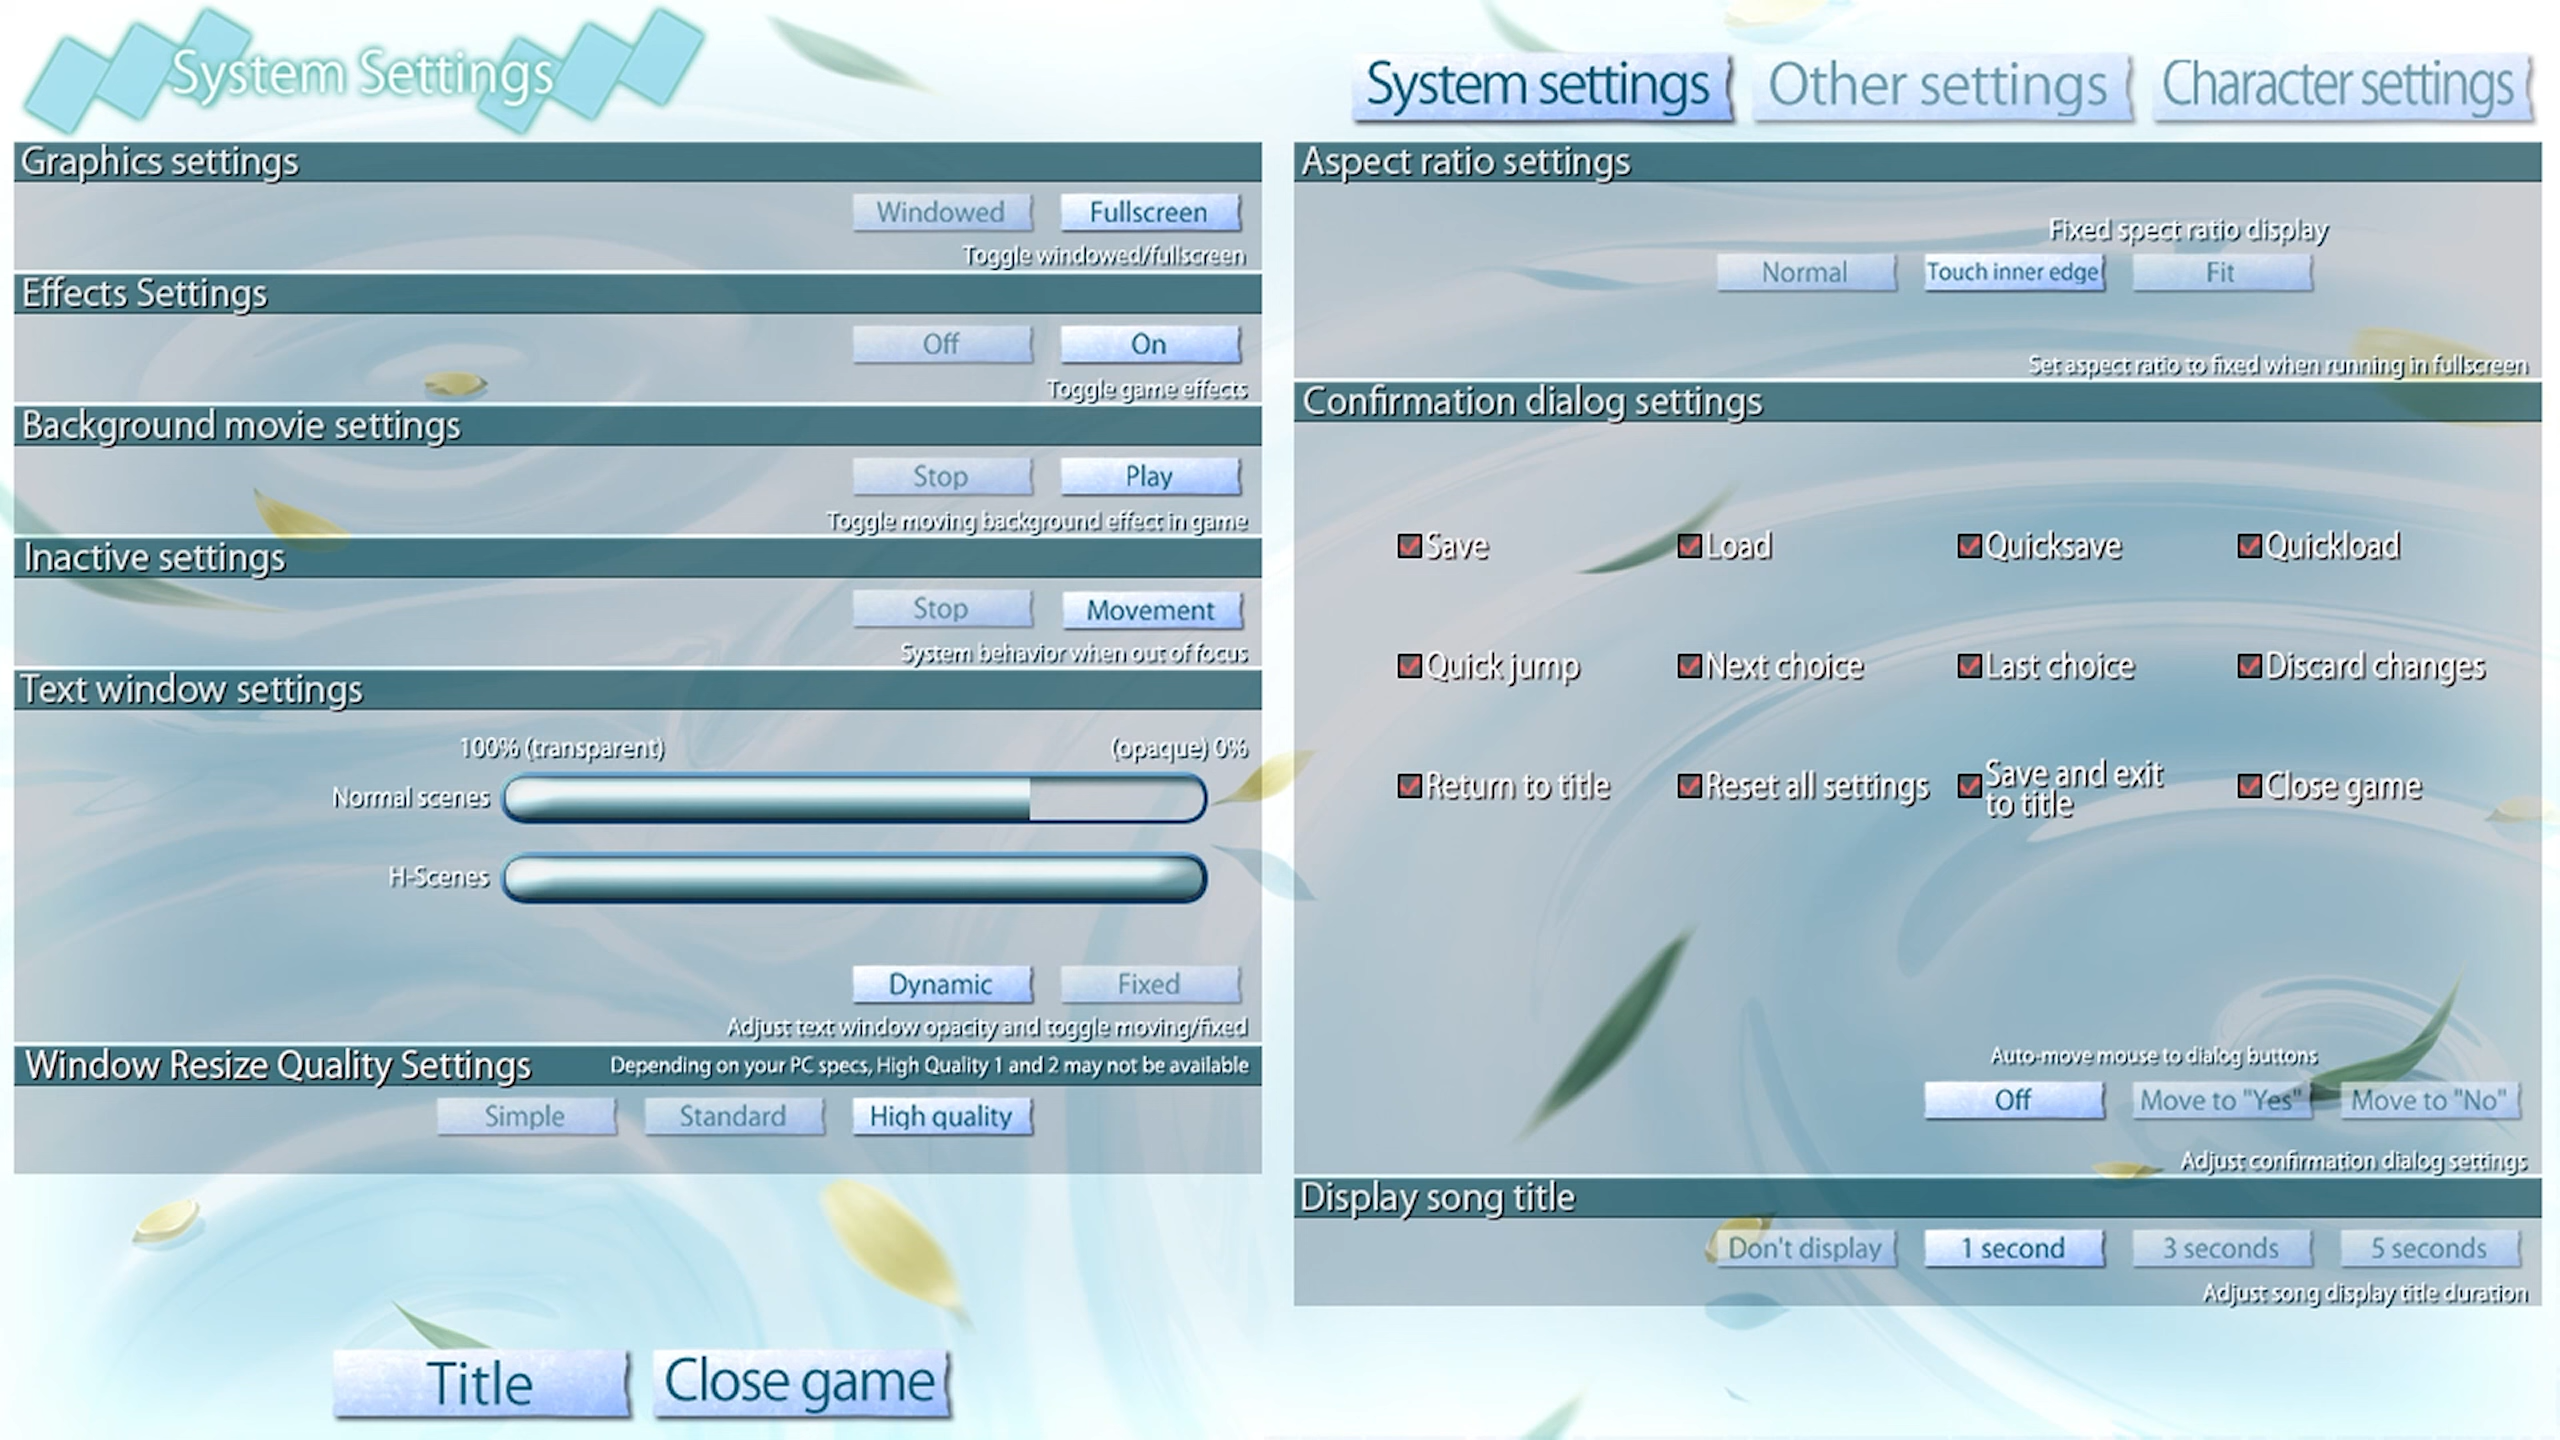 System Settings
System settings
Other settings
Character settings
Graphics settings
Windowed
Fullscreen
Toggle windowed/fullscreen
Effects Settings
Off
On
Toggle game effects
Background movie settings
Stop
Play
Toggle moving background effect in game
Inactive settings
Stop
Movement
System behavior when out of focus
Text window settings
100% (transparent)
(opaque) 0%
Normal scenes
H-Scenes
Dynamic
Fixed
Adjust text window opacity and toggle moving/fixed
Window Resize Quality Settings
Depending on your PC specs, High Quality 1 and 2 may not be available
Simple
Standard
High quality
Title
Close game
Aspect ratio settings
Fixed spect ratio display
Normal
Touch inner edge
Fit
Set aspect ratio to fixed when running in fullscreen
Confirmation dialog settings
Save
Load
Quicksave
Quickload
Quick jump
Next choice
Last choice
Discard changes
Return to title
Reset all settings
Save and exit
to title
Close game
Auto-move mouse to dialog buttons
Off
Move to "Yes"
Move to "No"
Adjust confirmation dialog settings
Display song title
Don't display
1 second
3 seconds
5 seconds
Adjust song display title duration